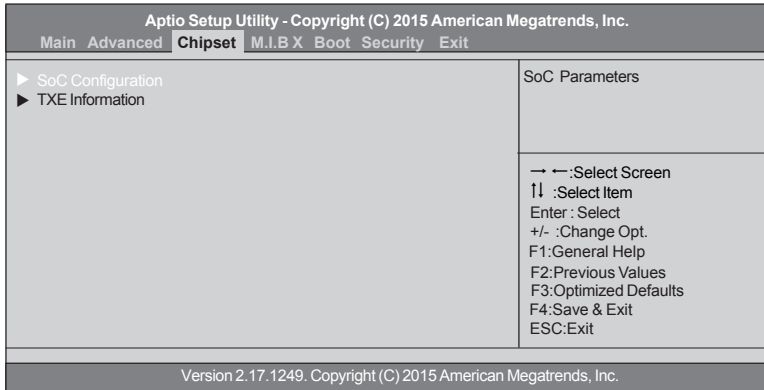 Aptio Setup Utility - Copyright (C) 2015 American Megatrends, Inc.
Main Advanced Chipset M.I.B X Boot Security Exit
▶ SoC Configuration
▶ TXE Information
SoC Parameters
→ ←:Select Screen
↑↓ :Select Item
Enter : Select
+/- :Change Opt.
F1:General Help
F2:Previous Values
F3:Optimized Defaults
F4:Save & Exit
ESC:Exit
Version 2.17.1249. Copyright (C) 2015 American Megatrends, Inc.